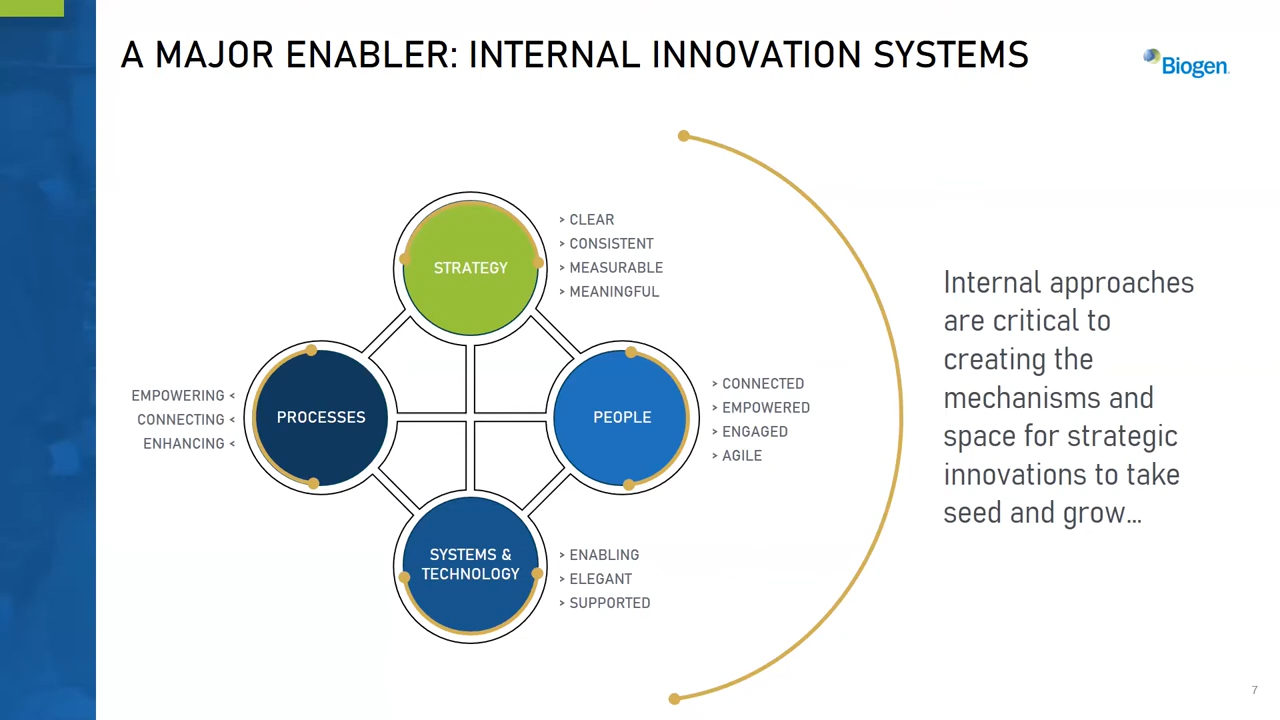 A MAJOR ENABLER: INTERNAL INNOVATION SYSTEMS
Biogen
STRATEGY
> CLEAR
> CONSISTENT
> MEASURABLE
> MEANINGFUL
EMPOWERING <
CONNECTING <
ENHANCING <
PROCESSES
PEOPLE
> CONNECTED
> EMPOWERED
> ENGAGED
> AGILE
SYSTEMS &
TECHNOLOGY
> ENABLING
> ELEGANT
> SUPPORTED
Internal approaches
are critical to
creating the
mechanisms and
space for strategic
innovations to take
seed and grow…
7